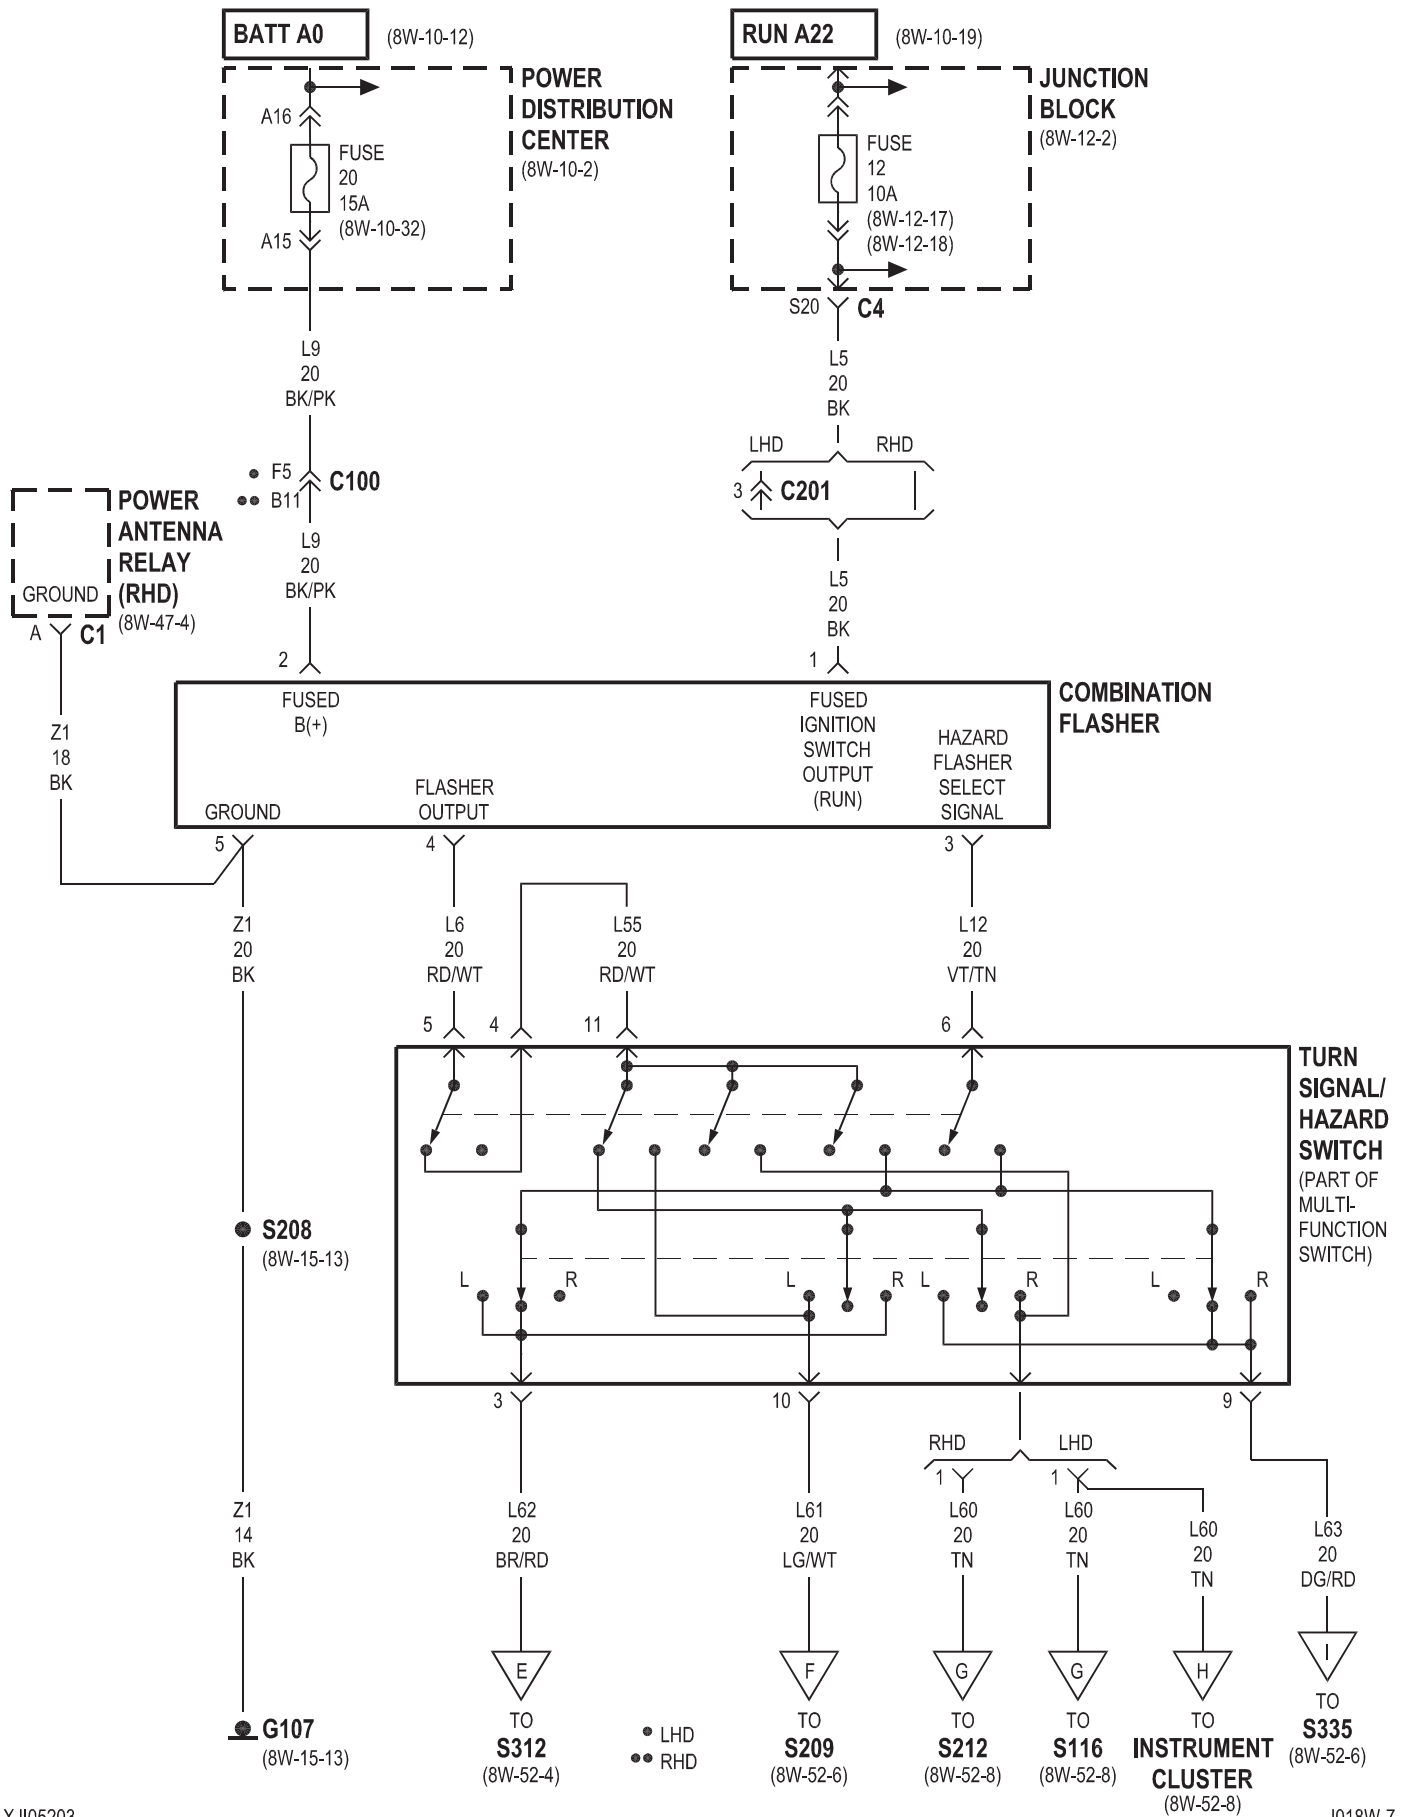 BATT A0
(8W-10-12)
RUN A22
(8W-10-19)
POWER
DISTRIBUTION
CENTER
(8W-10-2)
JUNCTION
BLOCK
(8W-12-2)
A16
FUSE
20
15A
(8W-10-32)
A15
FUSE
12
10A
(8W-12-17)
(8W-12-18)
S20
C4
L9
20
BK/PK
L5
20
BK
LHD
RHD
F5
B11
C100
3
C201
L9
20
BK/PK
L5
20
BK
POWER
ANTENNA
RELAY
(RHD)
(8W-47-4)
GROUND
A
C1
2
1
COMBINATION
FLASHER
FUSED
B(+)
FUSED
IGNITION
SWITCH
OUTPUT
(RUN)
HAZARD
FLASHER
SELECT
SIGNAL
FLASHER
OUTPUT
GROUND
Z1
18
BK
5
4
3
Z1
20
BK
L6
20
RD/WT
L55
20
RD/WT
L12
20
VT/TN
5
4
11
6
TURN
SIGNAL/
HAZARD
SWITCH
(PART OF
MULTI-
FUNCTION
SWITCH)
S208
(8W-15-13)
L
R
L
R
L
R
L
R
3
10
9
RHD
LHD
1
1
Z1
14
BK
L62
20
BR/RD
L61
20
LG/WT
L60
20
TN
L60
20
TN
L60
20
TN
L63
20
DG/RD
E
F
G
G
H
I
G107
(8W-15-13)
TO
S312
(8W-52-4)
LHD
RHD
TO
S209
(8W-52-6)
TO
S212
(8W-52-8)
TO
S116
(8W-52-8)
TO
INSTRUMENT
CLUSTER
(8W-52-8)
TO
S335
(8W-52-6)